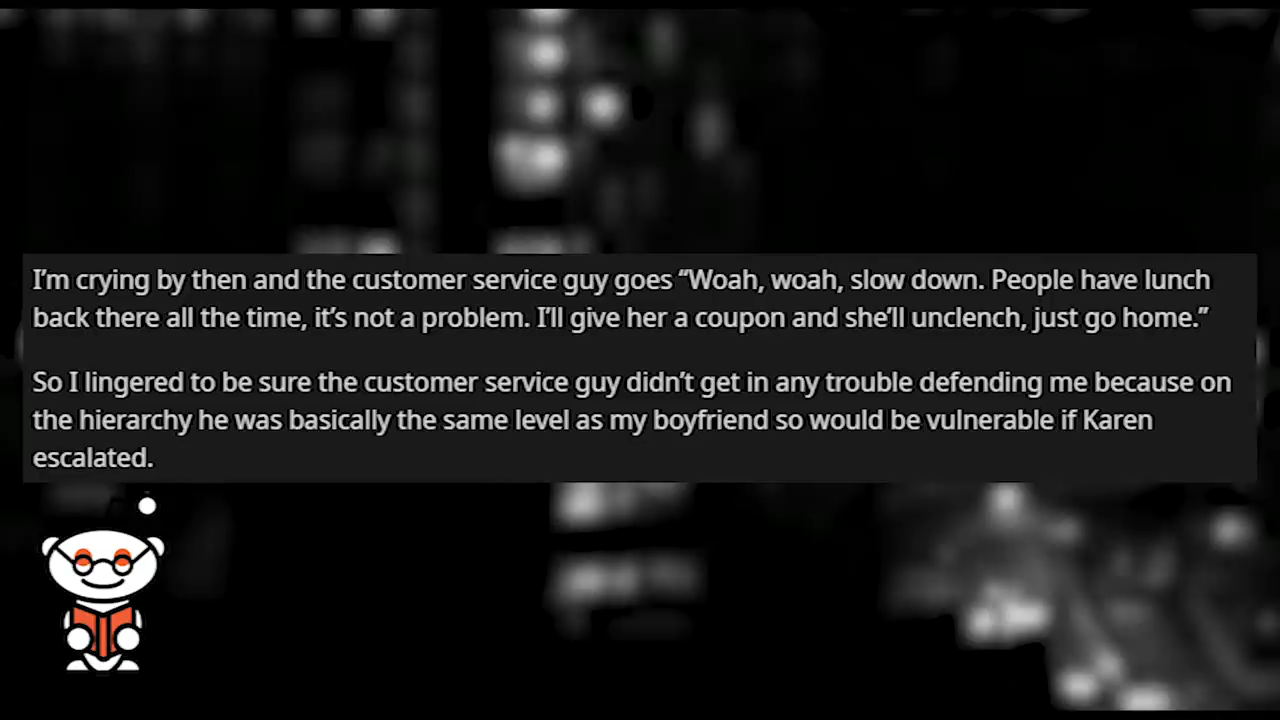 I’m crying by then and the customer service guy goes “Woah, woah, slow down. People have lunch
back there all the time, it’s not a problem. I’ll give her a coupon and she’ll unclench, just go home.”
So I lingered to be sure the customer service guy didn’t get in any trouble defending me because on
the hierarchy he was basically the same level as my boyfriend so would be vulnerable if Karen
escalated.